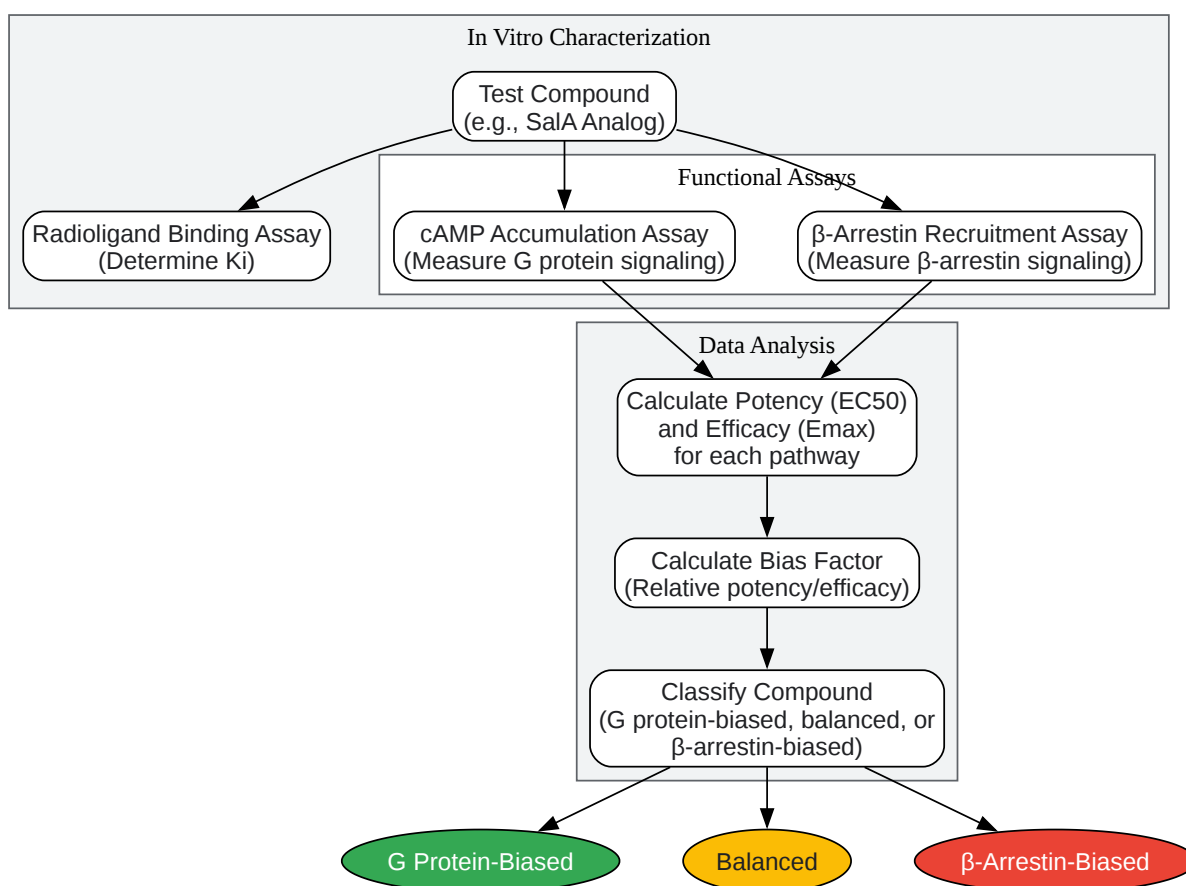 In Vitro Characterization
Test Compound
(e.g., SalA Analog)
Functional Assays
Radioligand Binding Assay
(Determine Ki)
cAMP Accumulation Assay
(Measure G protein signaling)
β-Arrestin Recruitment Assay
(Measure β-arrestin signaling)
Data Analysis
Calculate Potency (EC50)
and Efficacy (Emax)
for each pathway
Calculate Bias Factor
(Relative potency/efficacy)
Classify Compound
(G protein-biased, balanced, or
β-arrestin-biased)
G Protein-Biased
Balanced
β-Arrestin-Biased